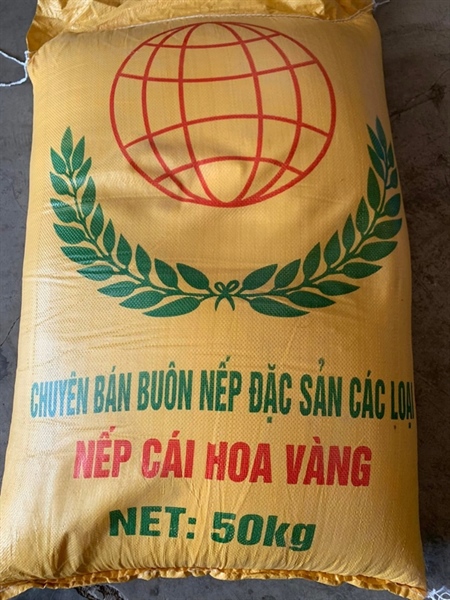 CHUYÊN BÁN BUÔN NẾP ĐẶC SẢN CÁC LOẠI
NẾP CÁI HOA VÀNG
NET: 50kg